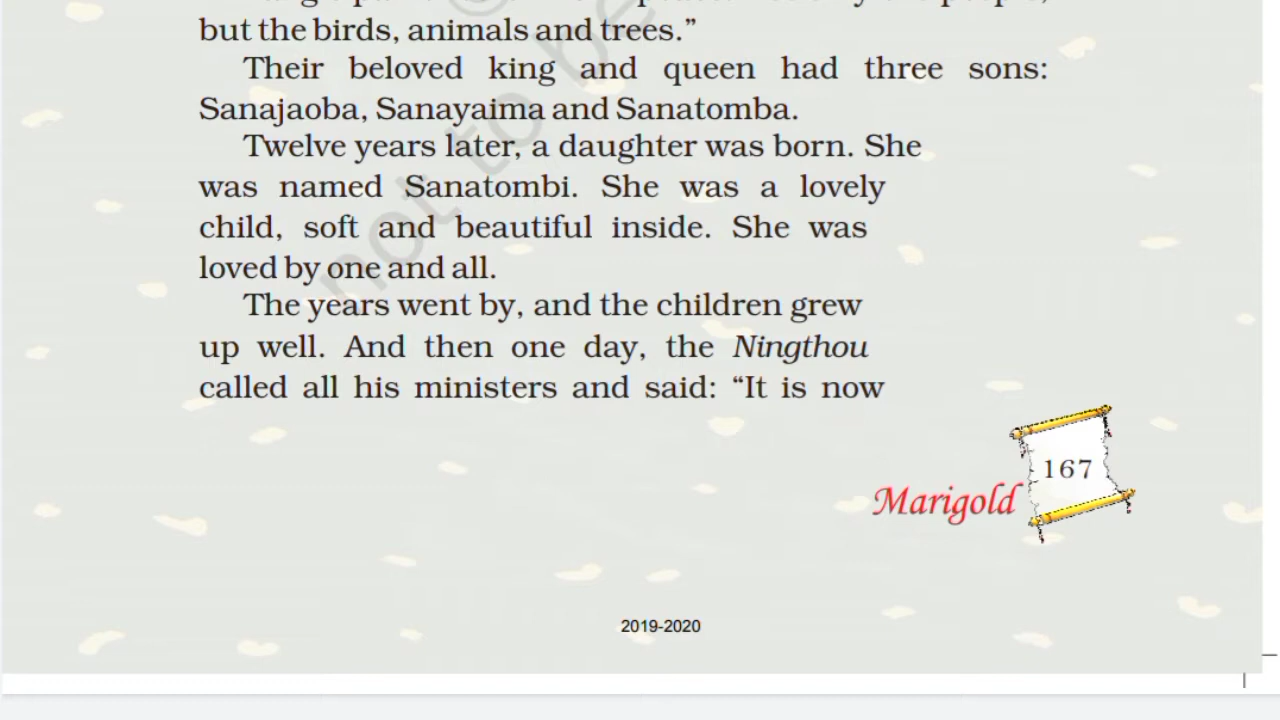 but the birds, animals and trees.”
Their beloved king and queen had three sons:
Sanajaoba, Sanayaima and Sanatomba.
Twelve years later, a daughter was born. She
was named Sanatombi. She was a lovely
child, soft and beautiful inside. She was
loved by one and all.
The years went by, and the children grew
up well. And then one day, the Ningthou
called all his ministers and said: “It is now
167
Marigold
2019-2020
not to be